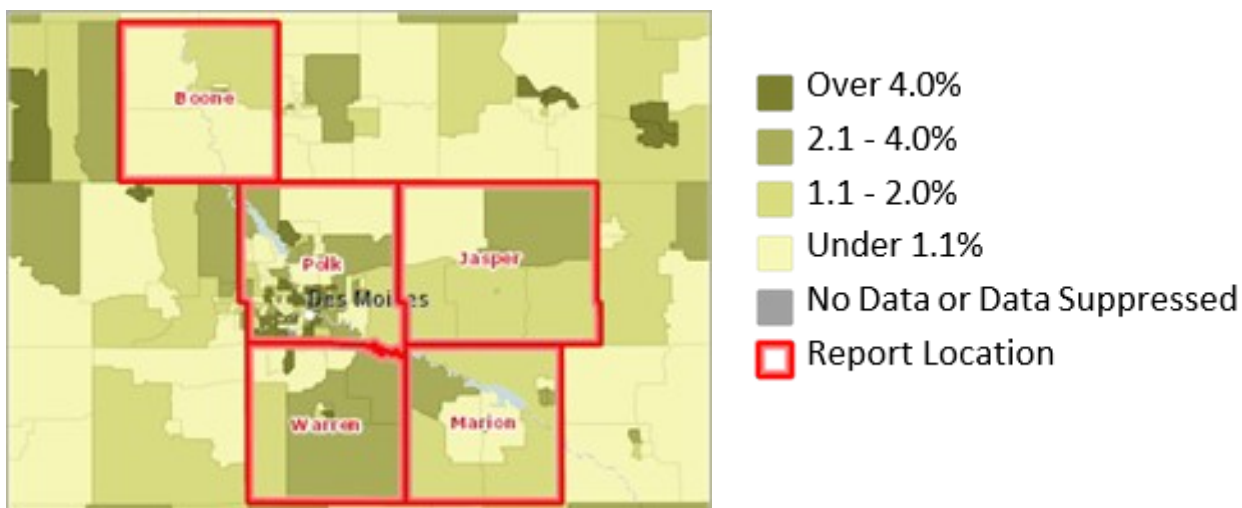 Boone
Polk
Jasper
Des Moines
Warren
Marion
Over 4.0%
2.1 - 4.0%
1.1 - 2.0%
Under 1.1%
No Data or Data Suppressed
Report Location